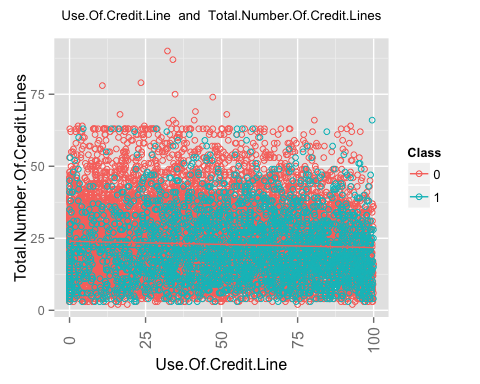 Use.Of.Credit.Line and Total.Number.Of.Credit.Lines
Total.Number.Of.Credit.Lines
75
50
25
0
0
25
50
75
100
Use.Of.Credit.Line
Class
0
1